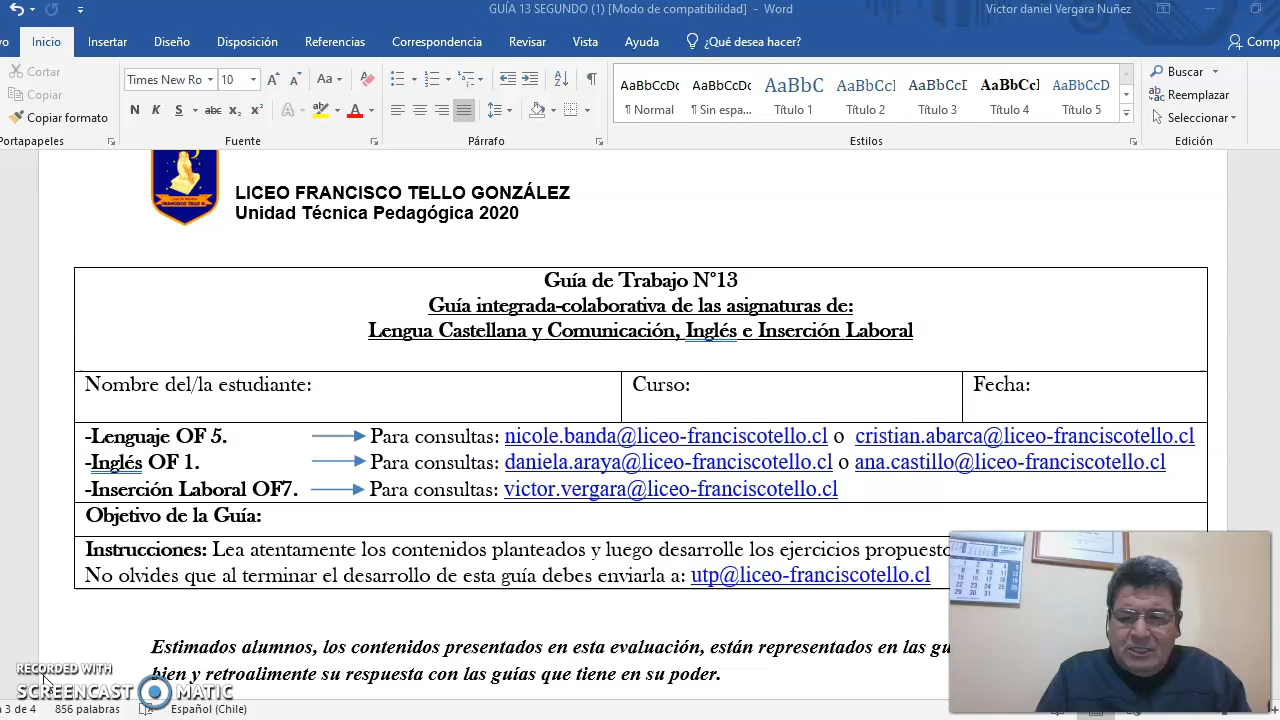 GUÍA 13 SEGUNDO (1) [Modo de compatibilidad] - Word
Victor daniel Vergara Nuñez
Inicio Insertar Diseño Disposición Referencias Correspondencia Revisar Vista Ayuda ¿Qué desea hacer? Comp
Cortar
Copiar
Copiar formato
Portapapeles
Times New Ro 10
N K S abc x₂ x²
Fuente
Párrafo
AaBbCcDc AaBbCcDc AaBbC AaBbCcI AaBbCcD AaBbCcI AaBbCcD
¶ Normal ¶ Sin espa... Título 1 Título 2 Título 3 Título 4 Título 5
Estilos
Buscar
Reemplazar
Seleccionar
Edición
LICEO FRANCISCO TELLO GONZÁLEZ
Unidad Técnica Pedagógica 2020
Guía de Trabajo N°13
Guía integrada-colaborativa de las asignaturas de:
Lengua Castellana y Comunicación, Inglés e Inserción Laboral
Nombre del/la estudiante: Curso: Fecha:
-Lenguaje OF 5. Para consultas: nicole.banda@liceo-franciscotello.cl o cristian.abarca@liceo-franciscotello.cl
-Inglés OF 1. Para consultas: daniela.araya@liceo-franciscotello.cl o ana.castillo@liceo-franciscotello.cl
-Inserción Laboral OF7. Para consultas: victor.vergara@liceo-franciscotello.cl
Objetivo de la Guía:
Instrucciones: Lea atentamente los contenidos planteados y luego desarrolle los ejercicios propuesto
No olvides que al terminar el desarrollo de esta guía debes enviarla a: utp@liceo-franciscotello.cl
Estimados alumnos, los contenidos presentados en esta evaluación, están representados en las gu
bien y retroalimente su respuesta con las guías que tiene en su poder.
RECORDED WITH
SCREENCAST MATIC
a 3 de 4 856 palabras Español (Chile)